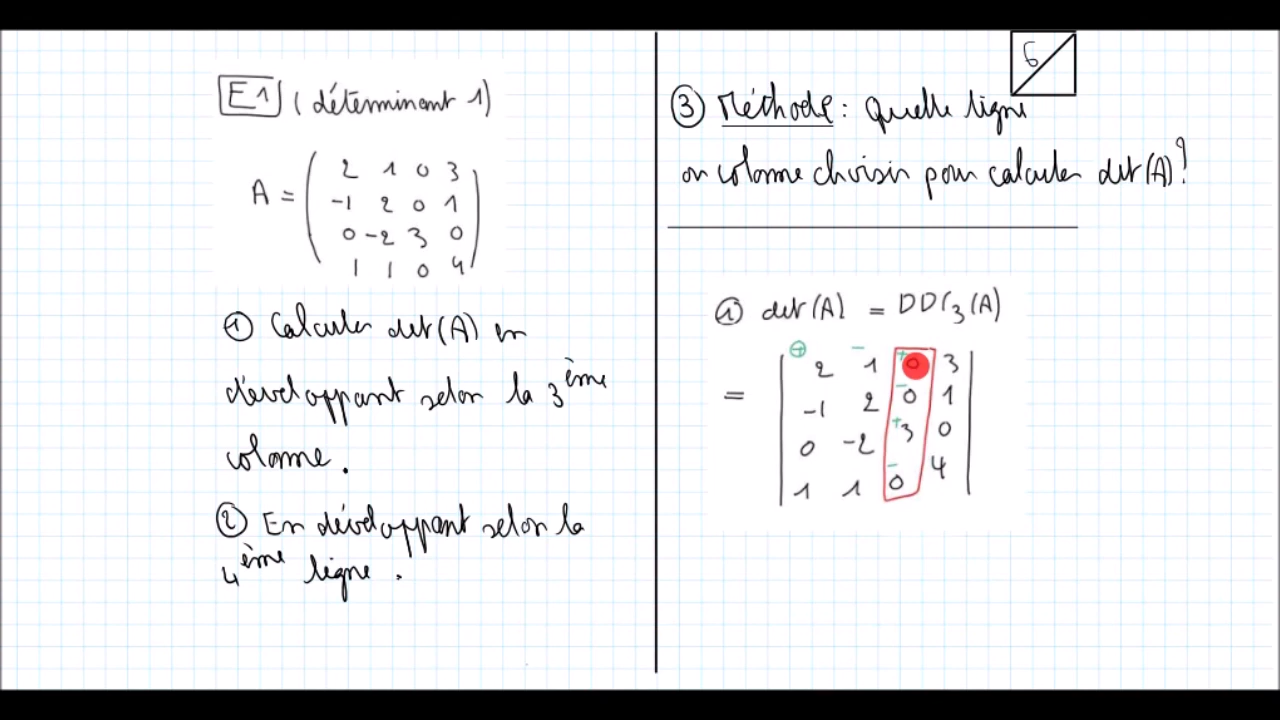 E1 (déterminant 1)
A = ( 2 1 0 3
-1 2 0 1
0 -2 3 0
1 1 0 4 )
① Calculer det(A) en
développant selon la 3ème
colonne.
② En développant selon la
4ème ligne.
6
③ Méthode : quelle ligne
ou colonne choisir pour calculer det(A)?
① det(A) = DDC3(A)
+ - + 
= | 2 1 0 3 |
-
-1 2 0 1
+
0 -2 3 0
-
1 1 0 4